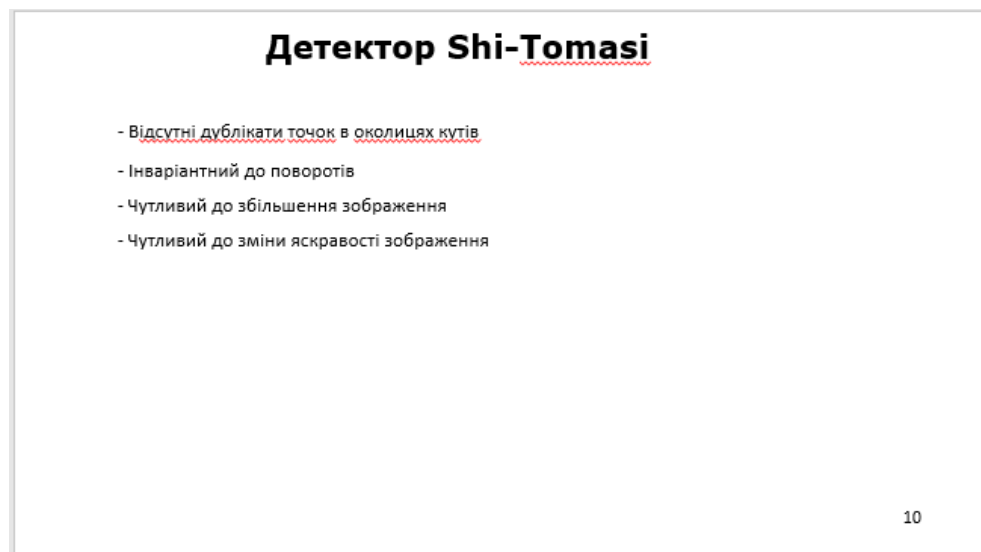 Детектор Shi-Tomasi
- Відсутні дублікати точок в околицях кутів
- Інваріантний до поворотів
- Чутливий до збільшення зображення
- Чутливий до зміни яскравості зображення
10